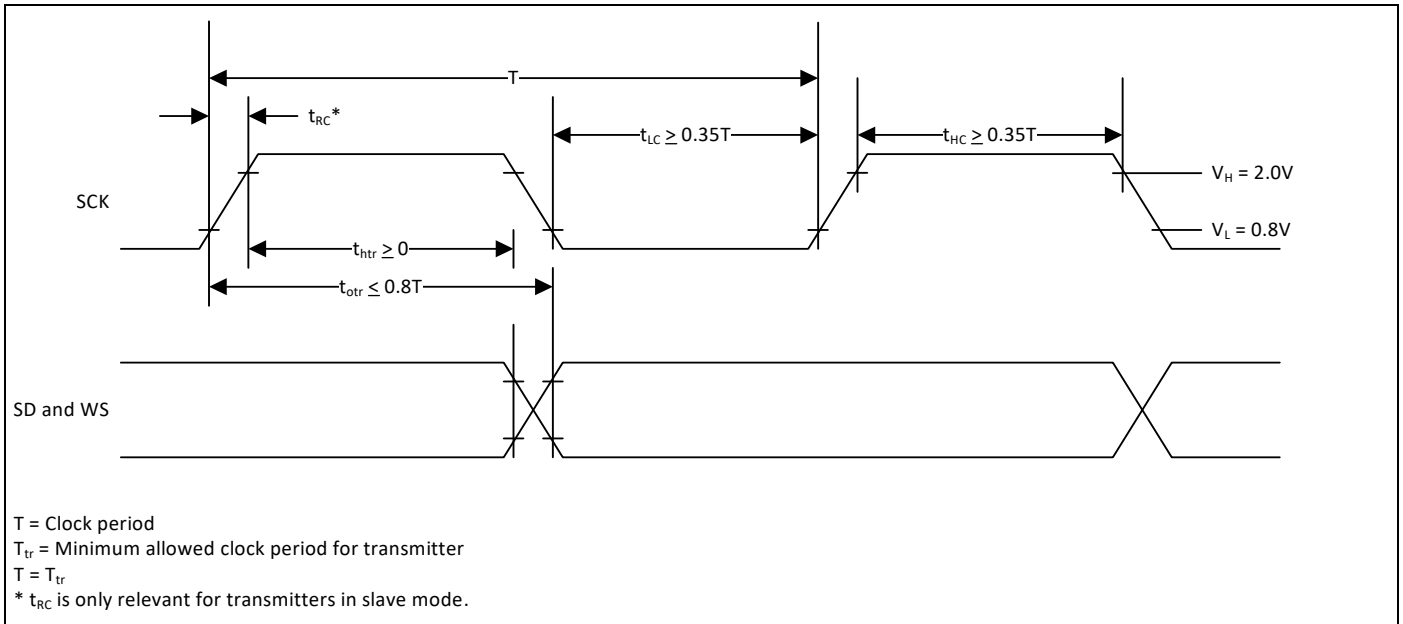 T
tRC*
tLC ≥ 0.35T
tHC ≥ 0.35T
VH = 2.0V
SCK
VL = 0.8V
thtr ≥ 0
totr ≤ 0.8T
SD and WS
T = Clock period
Ttr = Minimum allowed clock period for transmitter
T = Ttr
* tRC is only relevant for transmitters in slave mode.